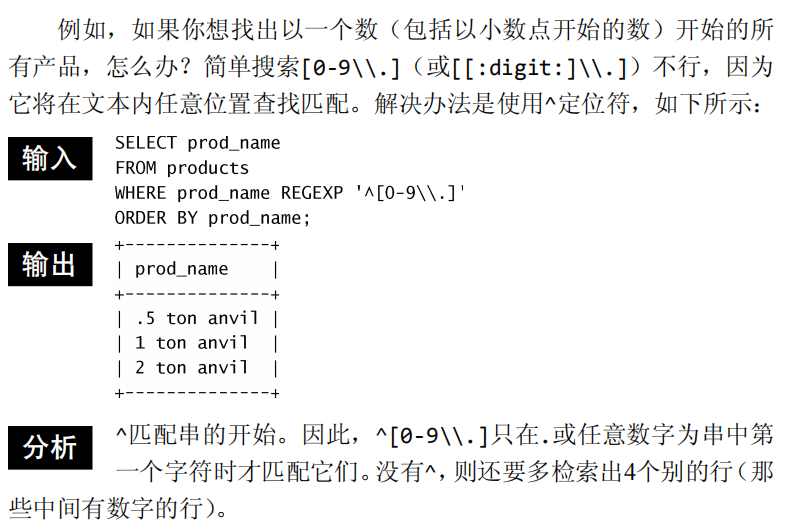 例如，如果你想找出以一个数（包括以小数点开始的数）开始的所
有产品，怎么办？简单搜索[0-9\\.]（或[[:digit:]\\.]）不行，因为
它将在文本内任意位置查找匹配。解决办法是使用^定位符，如下所示：
输入
SELECT prod_name
FROM products
WHERE prod_name REGEXP '^[0-9\\.]'
ORDER BY prod_name;
输出
+--------------+
| prod_name    |
+--------------+
| .5 ton anvil |
| 1 ton anvil  |
| 2 ton anvil  |
+--------------+
分析
^匹配串的开始。因此，^[0-9\\.]只在.或任意数字为串中第
一个字符时才匹配它们。没有^，则还要多检索出4个别的行（那
些中间有数字的行）。